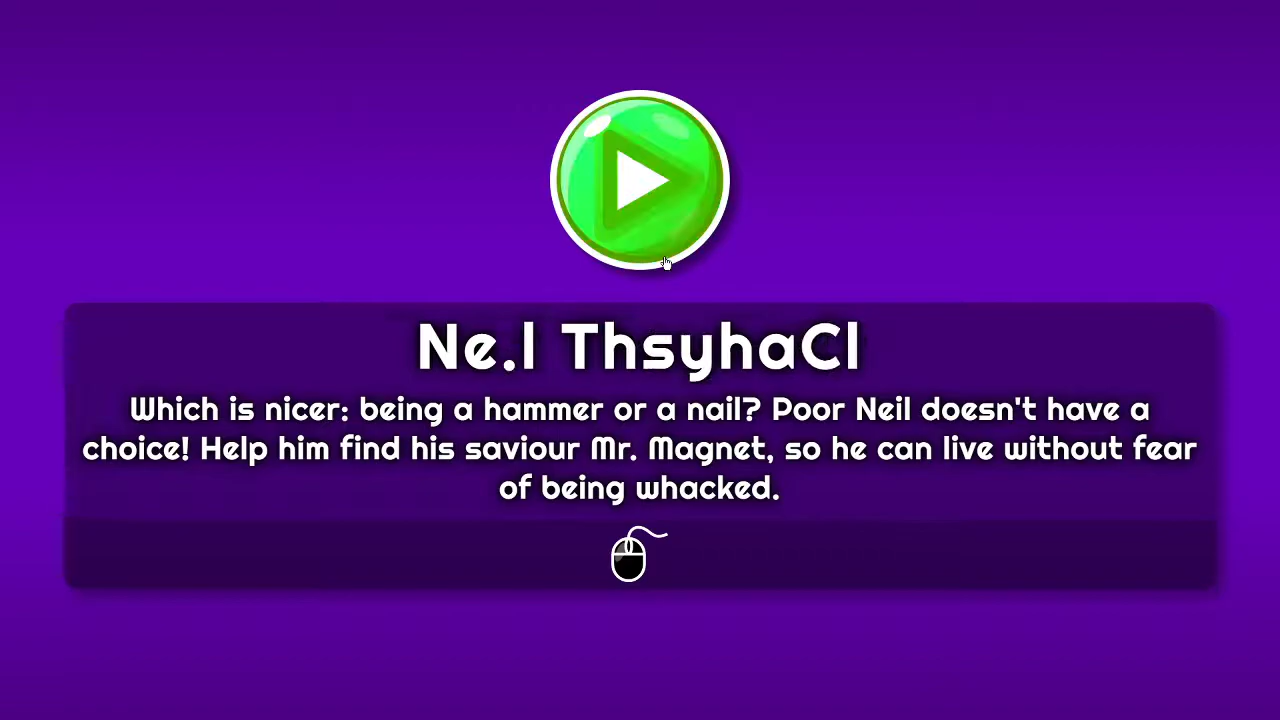 Ne.l ThsyhaCl
Which is nicer: being a hammer or a nail? Poor Neil doesn't have a
choice! Help him find his saviour Mr. Magnet, so he can live without fear
of being whacked.